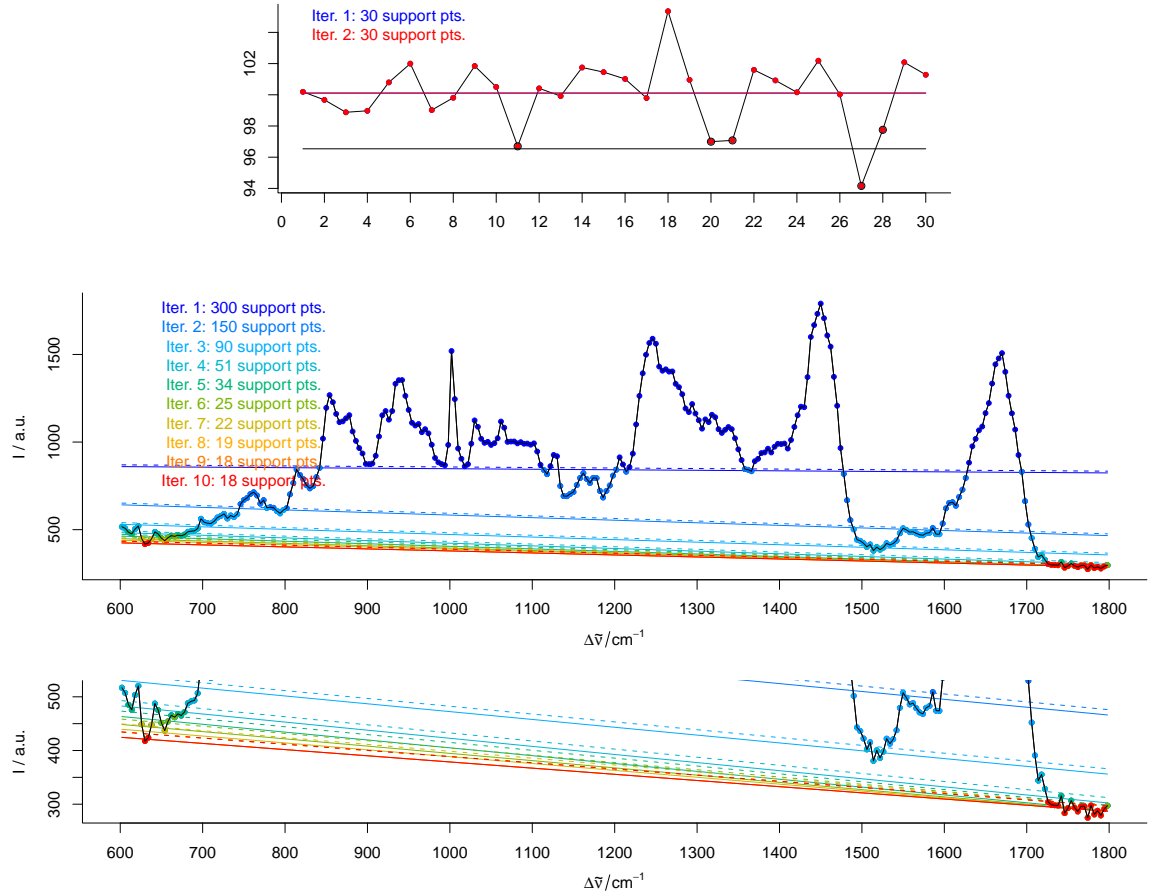 Iter. 1: 30 support pts.
Iter. 2: 30 support pts.
102
98
96
94
0 2 4 6 8 10 12 14 16 18 20 22 24 26 28 30
Iter. 1: 300 support pts.
Iter. 2: 150 support pts.
Iter. 3: 90 support pts.
Iter. 4: 51 support pts.
Iter. 5: 34 support pts.
Iter. 6: 25 support pts.
Iter. 7: 22 support pts.
Iter. 8: 19 support pts.
Iter. 9: 18 support pts.
Iter. 10: 18 support pts.
I / a.u.
1500
1000
500
600 700 800 900 1000 1100 1200 1300 1400 1500 1600 1700 1800
Δν̃/cm⁻¹
I / a.u.
500
400
300
600 700 800 900 1000 1100 1200 1300 1400 1500 1600 1700 1800
Δν̃/cm⁻¹